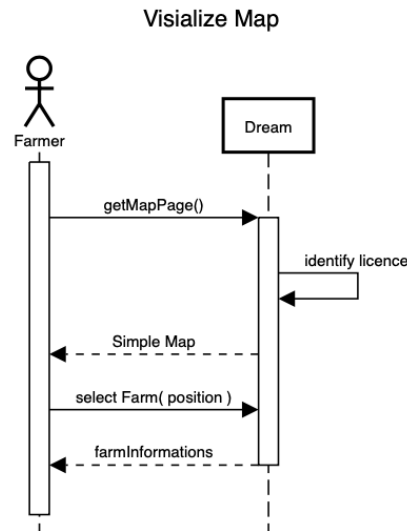 Visialize Map
Farmer
Dream
getMapPage()
identify licence
Simple Map
select Farm( position )
farmInformations